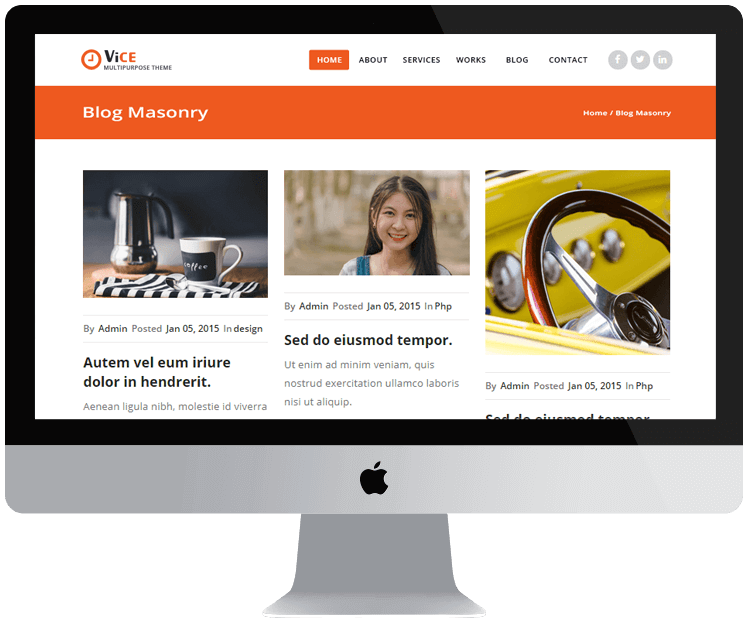 ViCE
MULTIPURPOSE THEME
HOME ABOUT SERVICES WORKS BLOG CONTACT
f in
Blog Masonry
Home / Blog Masonry
coffee
By Admin Posted Jan 05, 2015 In design
Autem vel eum iriure
dolor in hendrerit.
Aenean ligula nibh, molestie id viverra
By Admin Posted Jan 05, 2015 In Php
Sed do eiusmod tempor.
Ut enim ad minim veniam, quis
nostrud exercitation ullamco laboris
nisi ut aliquip.
By Admin Posted Jan 05, 2015 In Php
Sed do eiusmod tempor